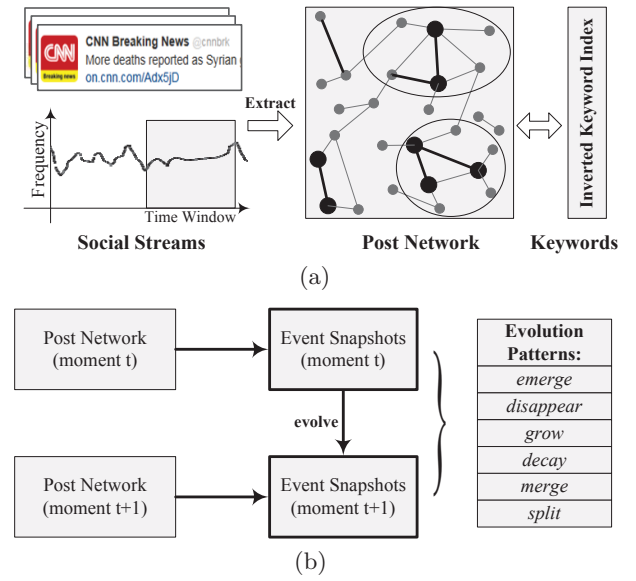 CNN
Breaking news
CNN Breaking News @cnnbrk
More deaths reported as Syrian
on.cnn.com/Adx5jD
Extract
Frequency
Time Window
Inverted Keyword Index
Social Streams
Post Network
Keywords
(a)
Post Network
(moment t)
Event Snapshots
(moment t)
evolve
Post Network
(moment t+1)
Event Snapshots
(moment t+1)
Evolution
Patterns:
emerge
disappear
grow
decay
merge
split
(b)